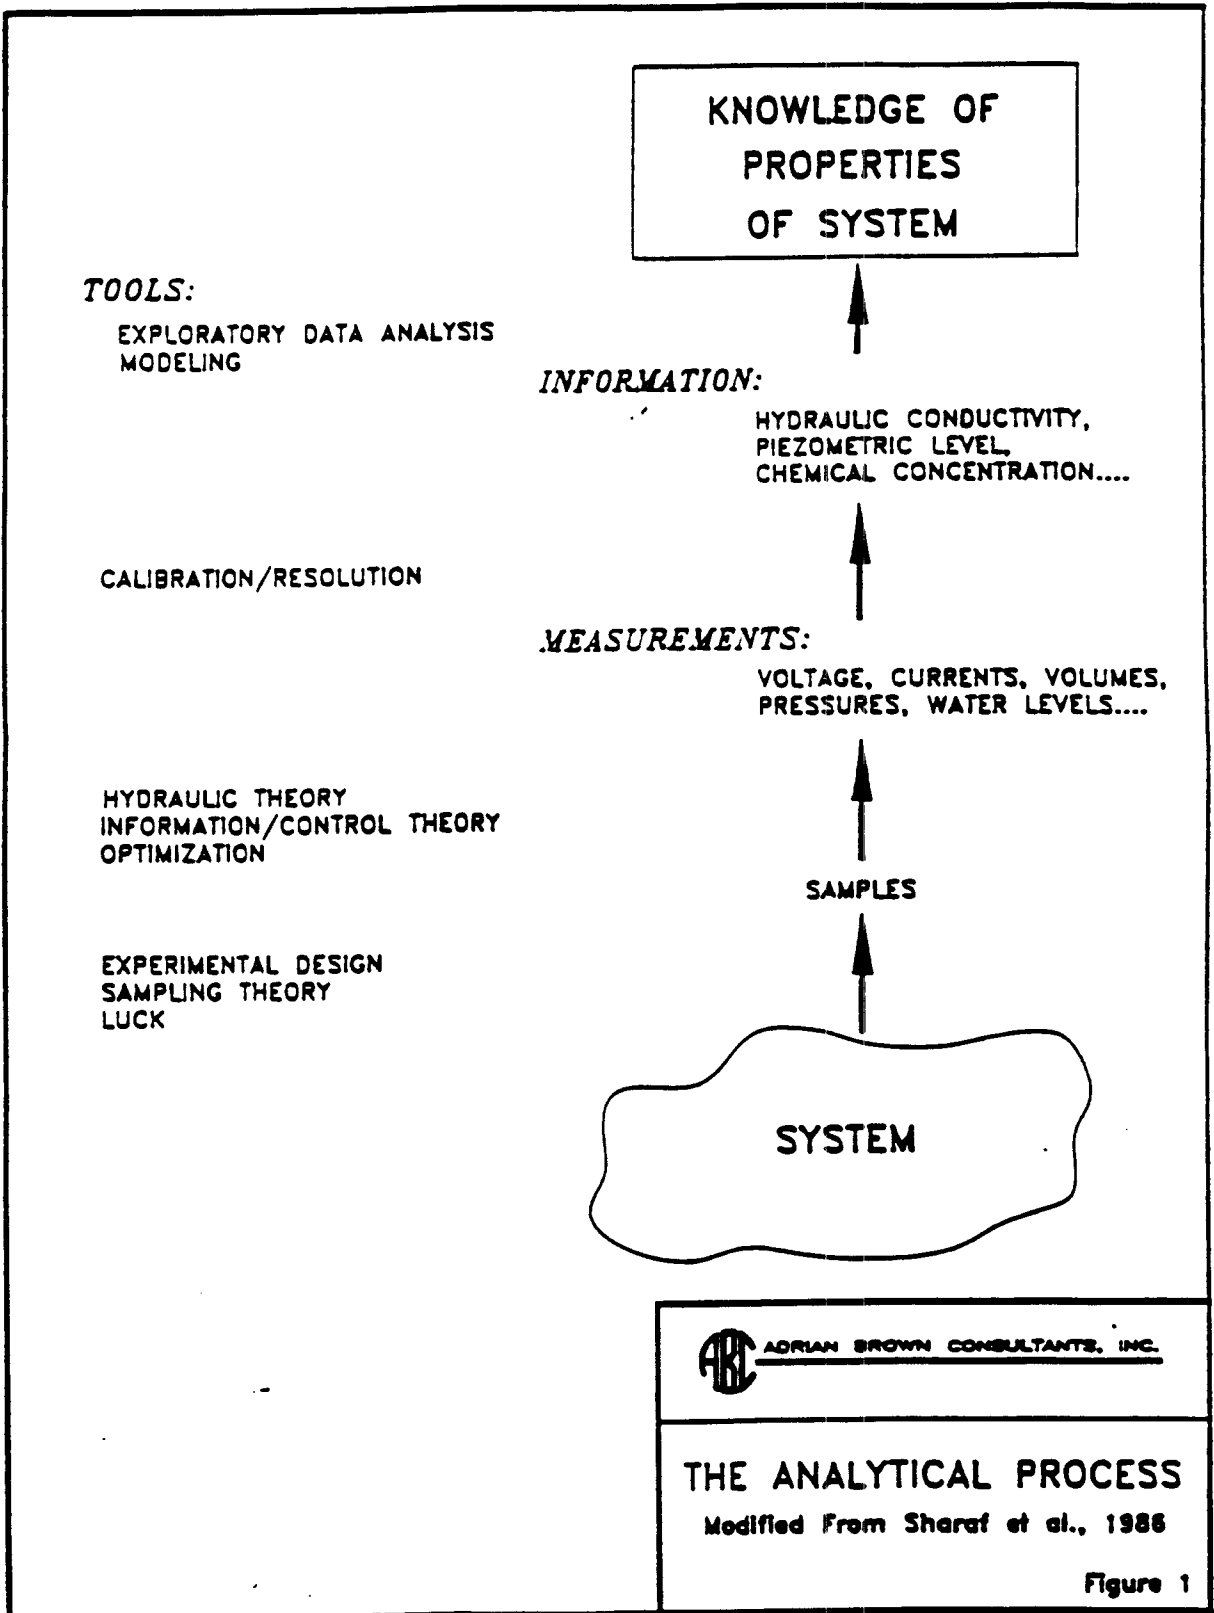 KNOWLEDGE OF
PROPERTIES
OF SYSTEM
TOOLS:
EXPLORATORY DATA ANALYSIS
MODELING
INFORMATION:
HYDRAULIC CONDUCTIVITY,
PIEZOMETRIC LEVEL,
CHEMICAL CONCENTRATION....
CALIBRATION/RESOLUTION
MEASUREMENTS:
VOLTAGE, CURRENTS, VOLUMES,
PRESSURES, WATER LEVELS....
HYDRAULIC THEORY
INFORMATION/CONTROL THEORY
OPTIMIZATION
SAMPLES
EXPERIMENTAL DESIGN
SAMPLING THEORY
LUCK
SYSTEM
ABC ADRIAN BROWN CONSULTANTS, INC.
THE ANALYTICAL PROCESS
Modified From Sharaf et al., 1986
Figure 1